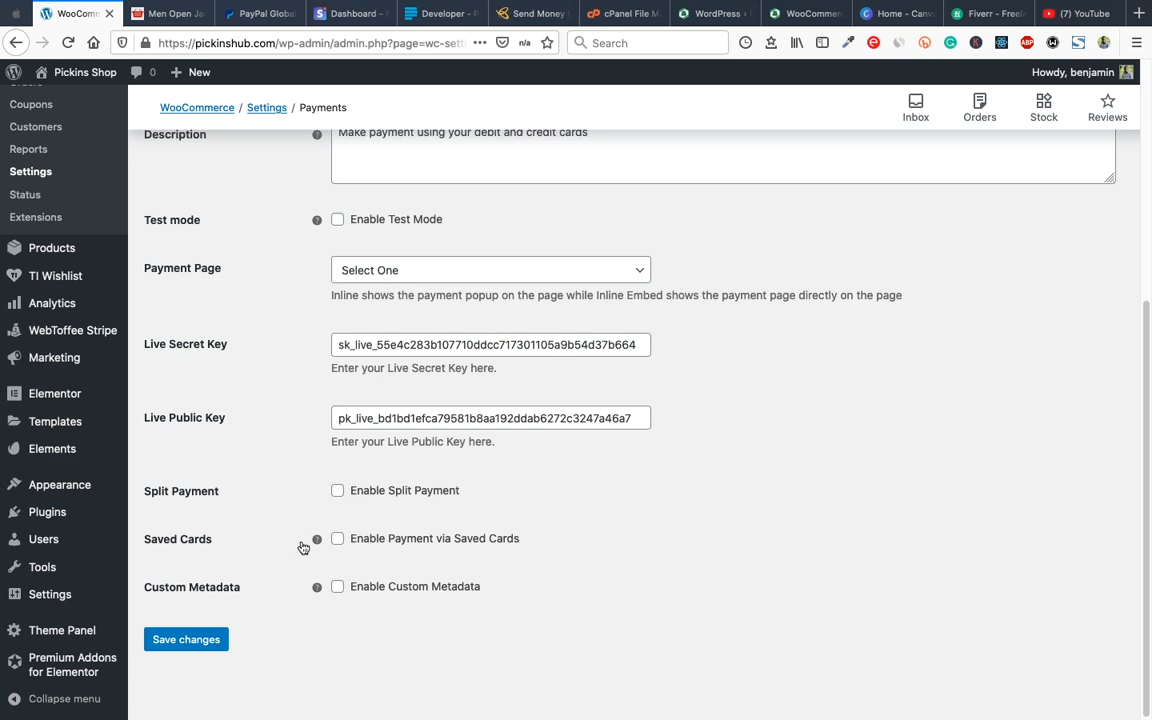 WooComm
Men Open Ja
PayPal Global
Dashboard –
Developer - P
Send Money
cPanel File M
WordPress ›
WooCommer
Home - Canv
Fiverr - Freel
(7) YouTube
https://pickinshub.com/wp-admin/admin.php?page=wc-sett
n/a
Search
Pickins Shop
0
New
Howdy, benjamin
Coupons
Customers
Reports
Settings
Status
Extensions
Products
TI Wishlist
Analytics
WebToffee Stripe
Marketing
Elementor
Templates
Elements
Appearance
Plugins
Users
Tools
Settings
Theme Panel
Premium Addons
for Elementor
Collapse menu
WooCommerce / Settings / Payments
Inbox
Orders
Stock
Reviews
Description
Make payment using your debit and credit cards
Test mode
Enable Test Mode
Payment Page
Select One
Inline shows the payment popup on the page while Inline Embed shows the payment page directly on the page
Live Secret Key
sk_live_55e4c283b107710ddcc717301105a9b54d37b664
Enter your Live Secret Key here.
Live Public Key
pk_live_bd1bd1efca79581b8aa192ddab6272c3247a46a7
Enter your Live Public Key here.
Split Payment
Enable Split Payment
Saved Cards
Enable Payment via Saved Cards
Custom Metadata
Enable Custom Metadata
Save changes